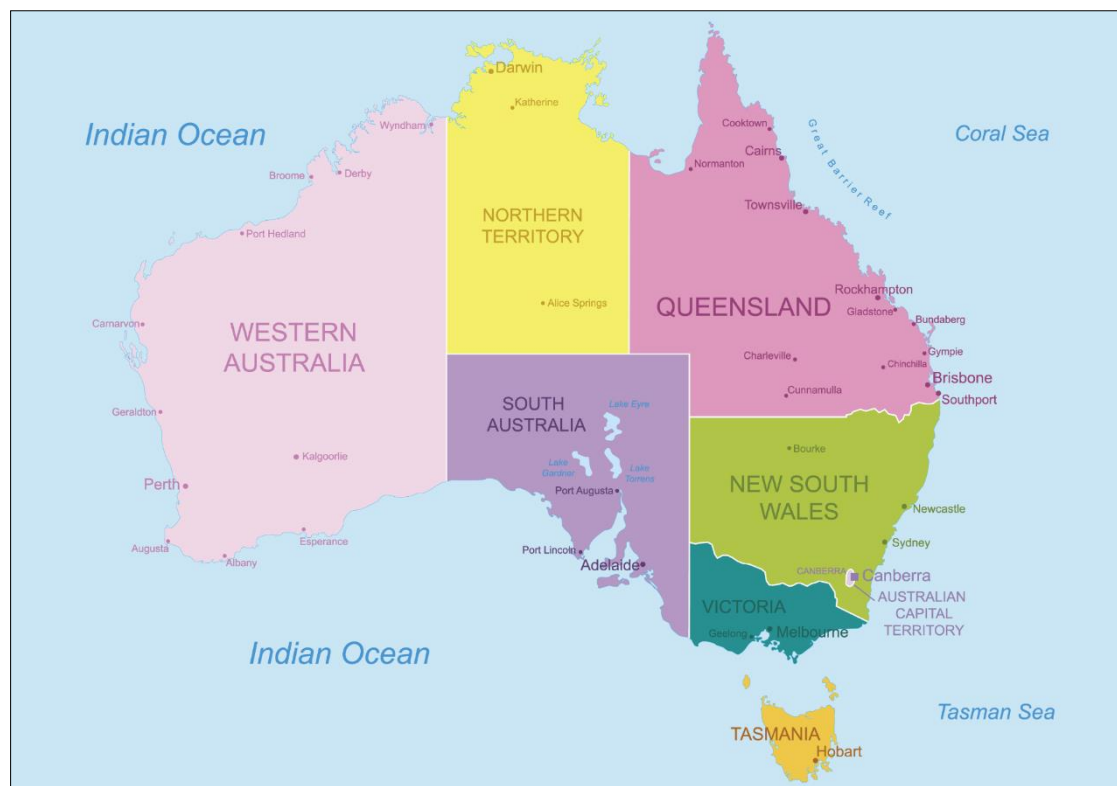 Darwin
Katherine
Wyndham
Indian Ocean
Coral Sea
Cooktown
Great Barrier Reef
Cairns
Normanton
Derby
Broome
Townsville
NORTHERN
TERRITORY
Port Hedland
Rockhampton
Alice Springs
QUEENSLAND
Gladstone
Bundaberg
Carnarvon
WESTERN
AUSTRALIA
Charleville
Gympie
Chinchilla
Brisbone
Cunnamulla
Southport
SOUTH
AUSTRALIA
Lake Eyre
Geraldton
Bourke
Kalgoorlie
Lake
Gardner
Lake
Torrens
Perth
Port Augusta
NEW SOUTH
WALES
Newcastle
Esperance
Augusta
Albany
Port Lincoln
Sydney
Adelaide
CANBERRA
Canberra
AUSTRALIAN
CAPITAL
TERRITORY
VICTORIA
Geelong
Melbourne
Indian Ocean
Tasman Sea
TASMANIA
Hobart